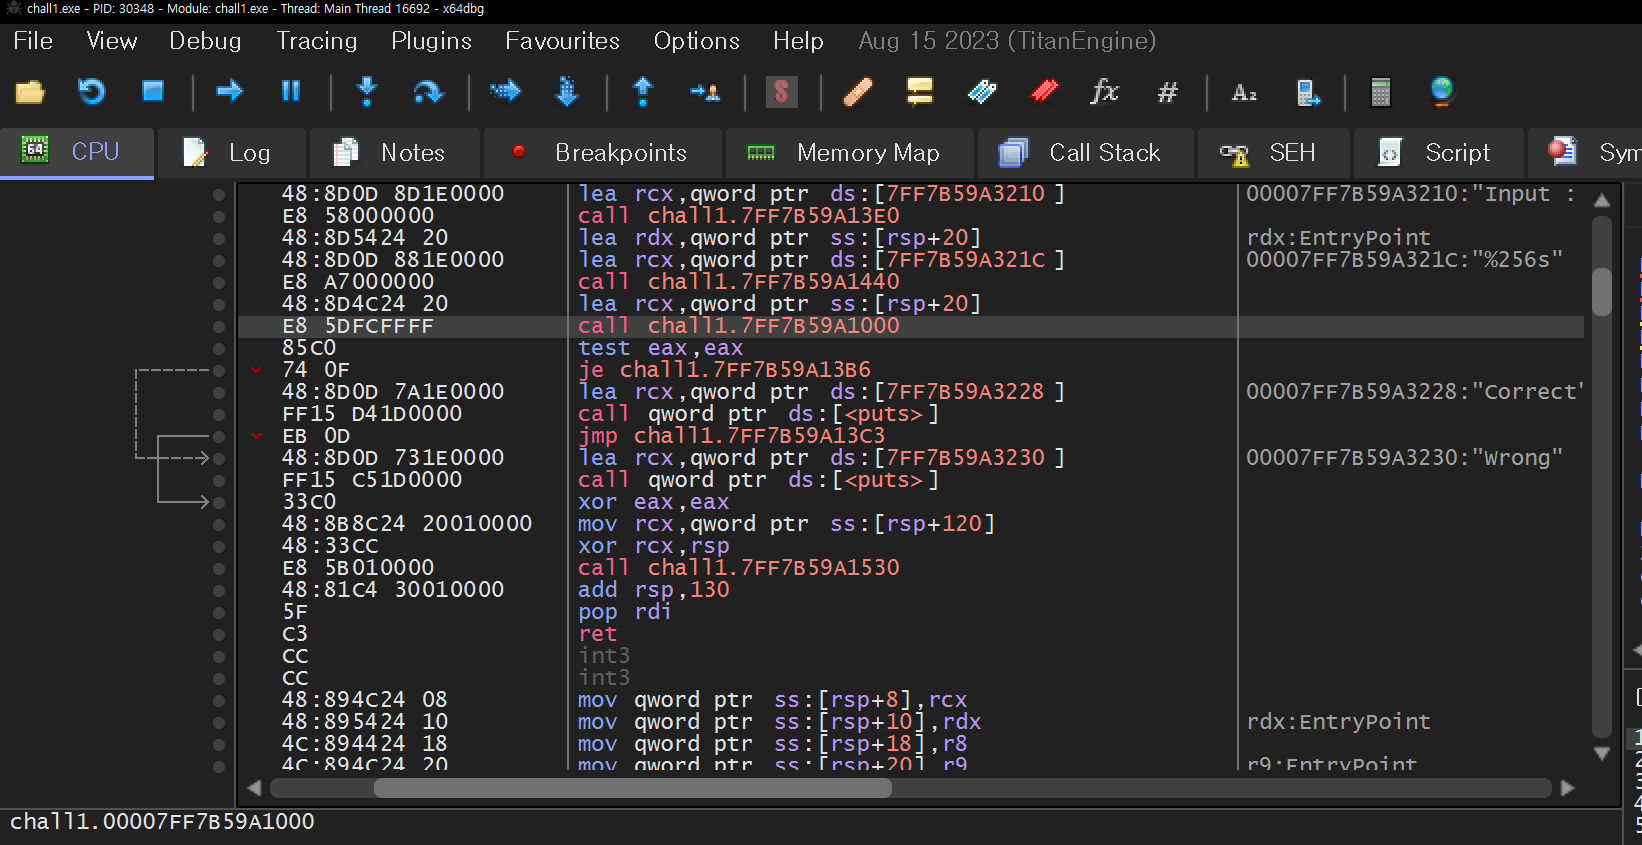 chall1.exe - PID: 30348 - Module: chall1.exe - Thread: Main Thread 16692 - x64dbg
File View Debug Tracing Plugins Favourites Options Help Aug 15 2023 (TitanEngine)
CPU Log Notes Breakpoints Memory Map Call Stack SEH Script Sym
48:8D0D 8D1E0000 lea rcx,qword ptr ds:[7FF7B59A3210] 00007FF7B59A3210:"Input :
E8 58000000 call chall1.7FF7B59A13E0
48:8D5424 20 lea rdx,qword ptr ss:[rsp+20] rdx:EntryPoint
48:8D0D 881E0000 lea rcx,qword ptr ds:[7FF7B59A321C] 00007FF7B59A321C:"%256s"
E8 A7000000 call chall1.7FF7B59A1440
48:8D4C24 20 lea rcx,qword ptr ss:[rsp+20]
E8 5DFCFFFF call chall1.7FF7B59A1000
85C0 test eax,eax
74 0F je chall1.7FF7B59A13B6
48:8D0D 7A1E0000 lea rcx,qword ptr ds:[7FF7B59A3228] 00007FF7B59A3228:"Correct"
FF15 D41D0000 call qword ptr ds:[<puts>]
EB 0D jmp chall1.7FF7B59A13C3
48:8D0D 731E0000 lea rcx,qword ptr ds:[7FF7B59A3230] 00007FF7B59A3230:"Wrong"
FF15 C51D0000 call qword ptr ds:[<puts>]
33C0 xor eax,eax
48:8B8C24 20010000 mov rcx,qword ptr ss:[rsp+120]
48:33CC xor rcx,rsp
E8 5B010000 call chall1.7FF7B59A1530
48:81C4 30010000 add rsp,130
5F pop rdi
C3 ret
CC int3
CC int3
48:894C24 08 mov qword ptr ss:[rsp+8],rcx
48:895424 10 mov qword ptr ss:[rsp+10],rdx rdx:EntryPoint
4C:894424 18 mov qword ptr ss:[rsp+18],r8
4C:894C24 20 mov qword ptr ss:[rsp+20],r9 r9:EntryPoint
chall1.00007FF7B59A1000